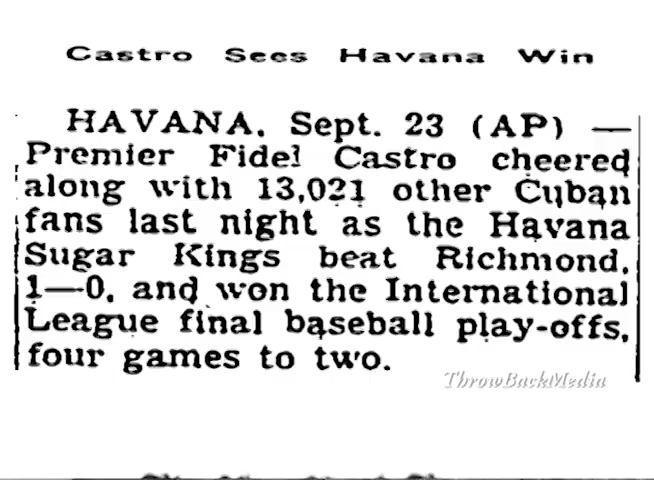 Castro Sees Havana Win
HAVANA, Sept. 23 (AP) —
Premier Fidel Castro cheered
along with 13,021 other Cuban
fans last night as the Havana
Sugar Kings beat Richmond,
1—0, and won the International
League final baseball play-offs,
four games to two.
ThrowBackMedia